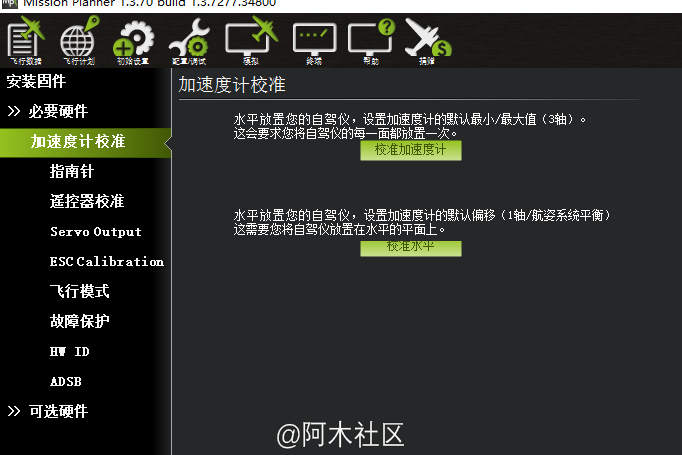 Mission Planner 1.3.70 build 1.3.7277.34800
飞行数据 飞行计划 初始设置 配置/调试 模拟 终端 帮助 捐赠
安装固件
>> 必要硬件
加速度计校准
指南针
遥控器校准
Servo Output
ESC Calibration
飞行模式
故障保护
HW ID
ADSB
>> 可选硬件
加速度计校准
水平放置您的自驾仪，设置加速度计的默认最小/最大值（3轴）。
这会要求您将自驾仪的每一面都放置一次。
校准加速度计
水平放置您的自驾仪，设置加速度计的默认偏移（1轴/航姿系统平衡）
这需要您将自驾仪放置在水平的平面上。
校准水平
@阿木社区